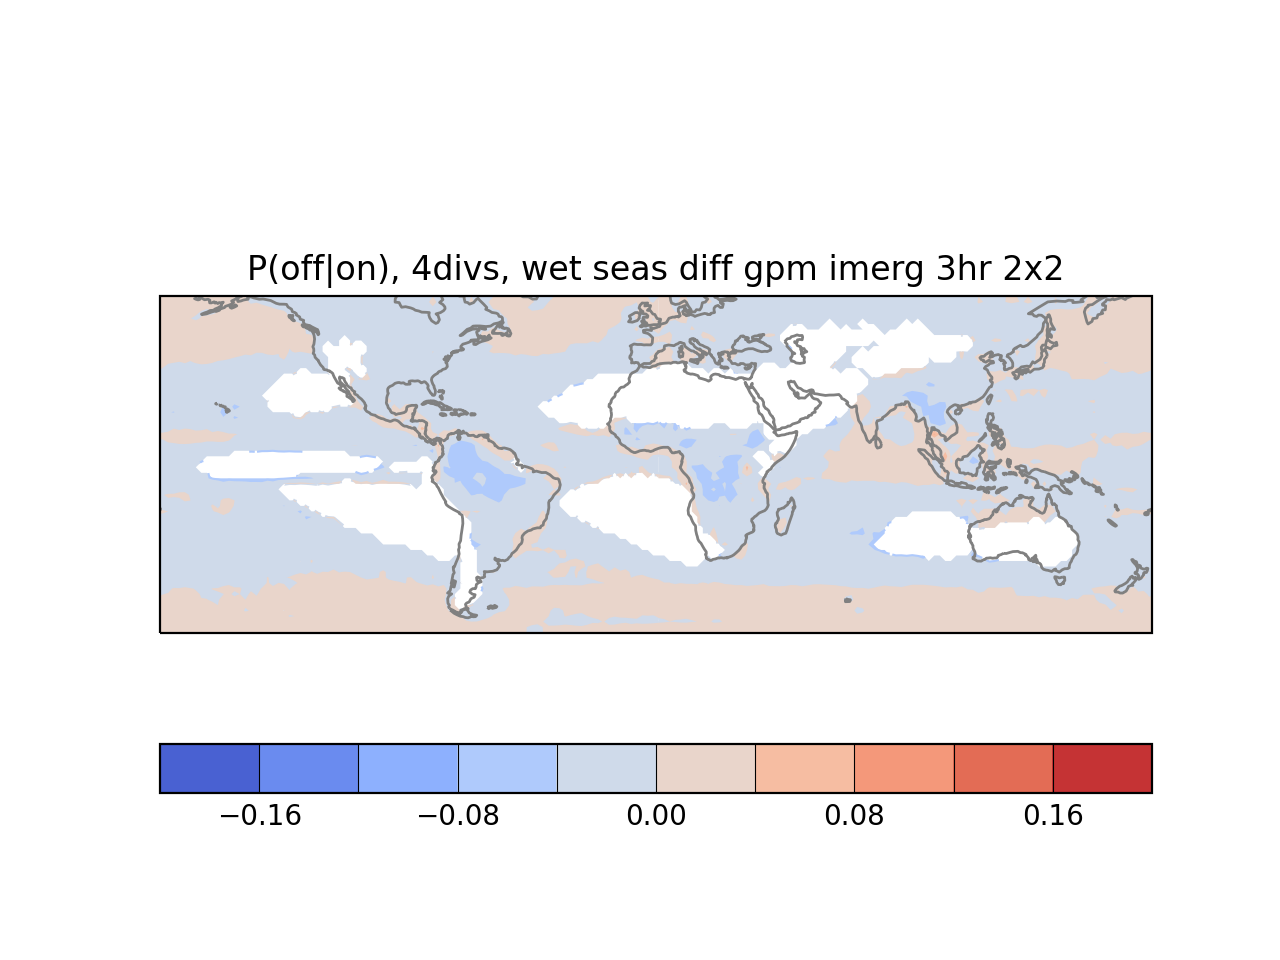 P(off|on), 4divs, wet seas diff gpm imerg 3hr 2x2
−0.16 −0.08 0.00 0.08 0.16